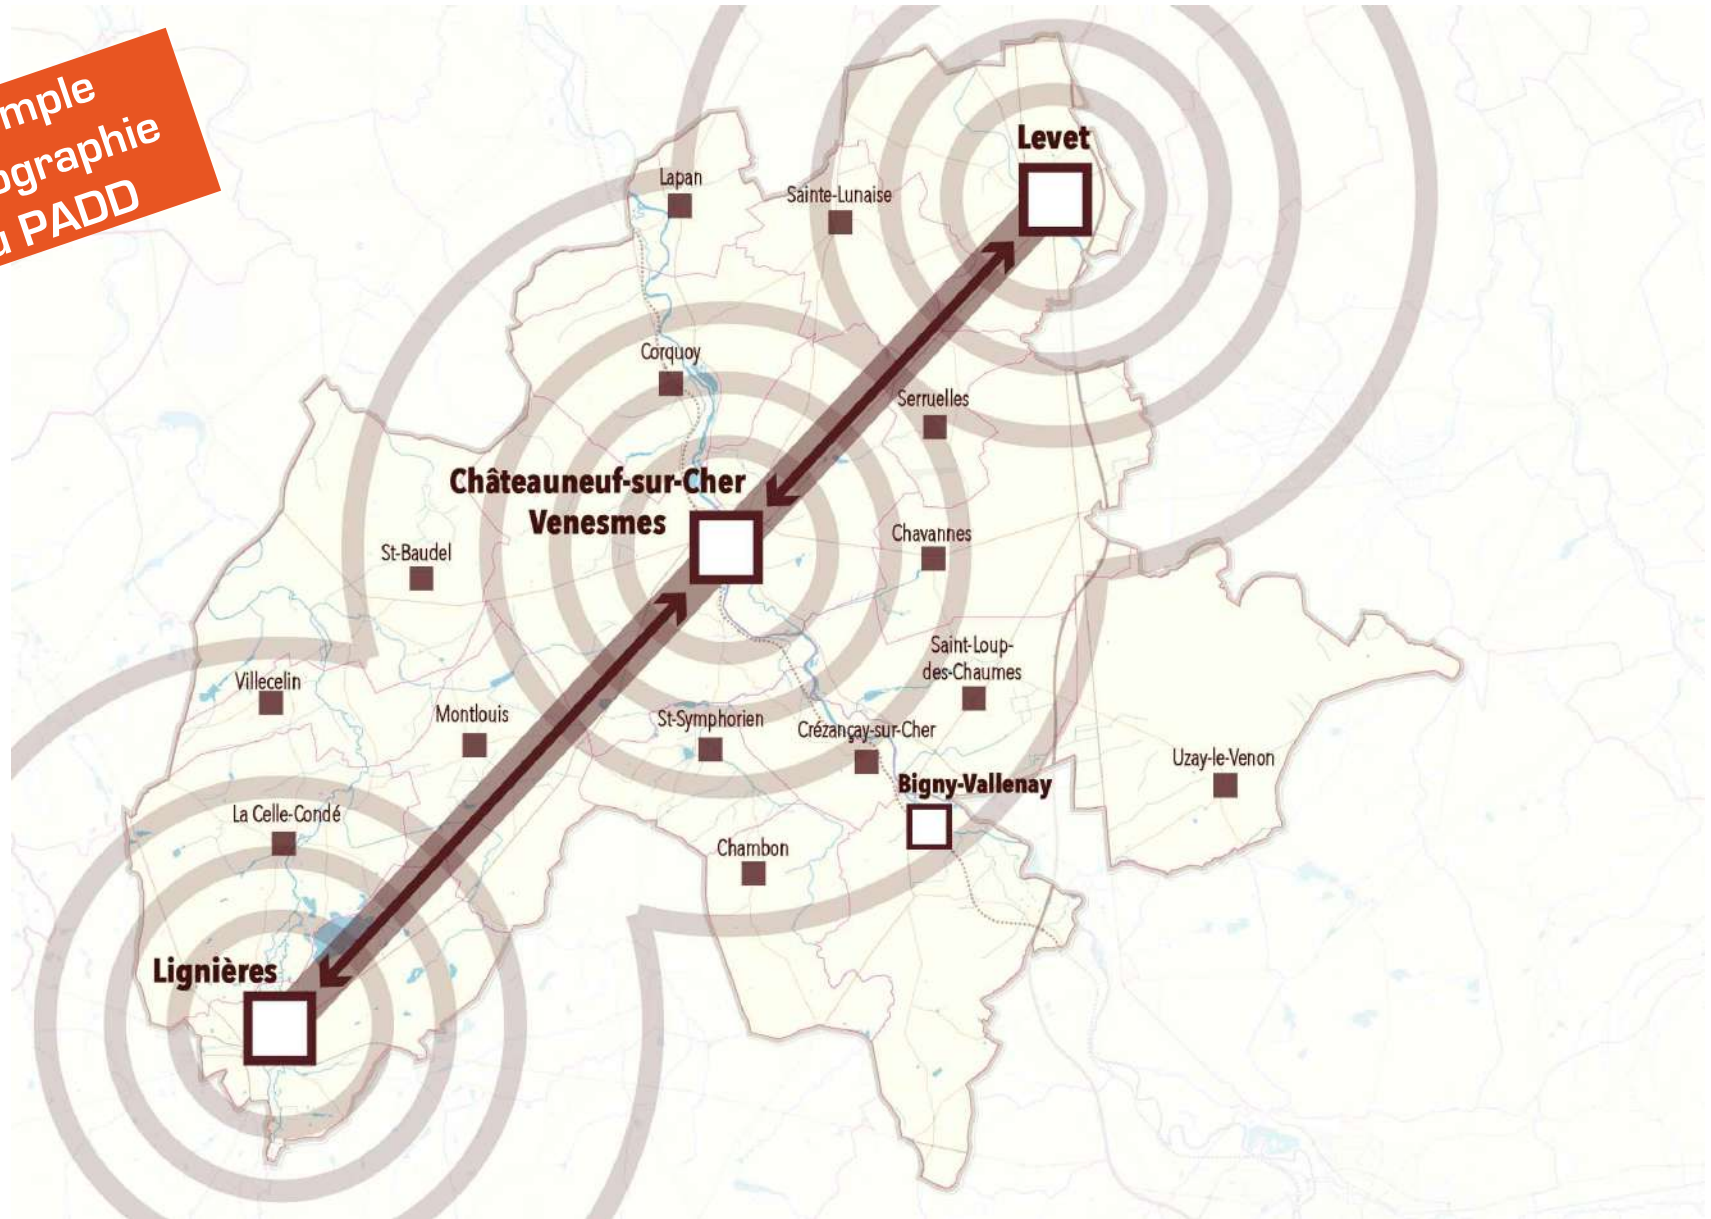 mple
ographie
u PADD
Levet
Lapan
Sainte-Lunaise
Corquoy
Serruelles
Châteauneuf-sur-Cher
Venesmes
Chavannes
St-Baudel
Saint-Loup-
des-Chaumes
Villecelin
Montlouis
St-Symphorien
Crézançay-sur-Cher
Uzay-le-Venon
Bigny-Vallenay
La Celle-Condé
Chambon
Lignières